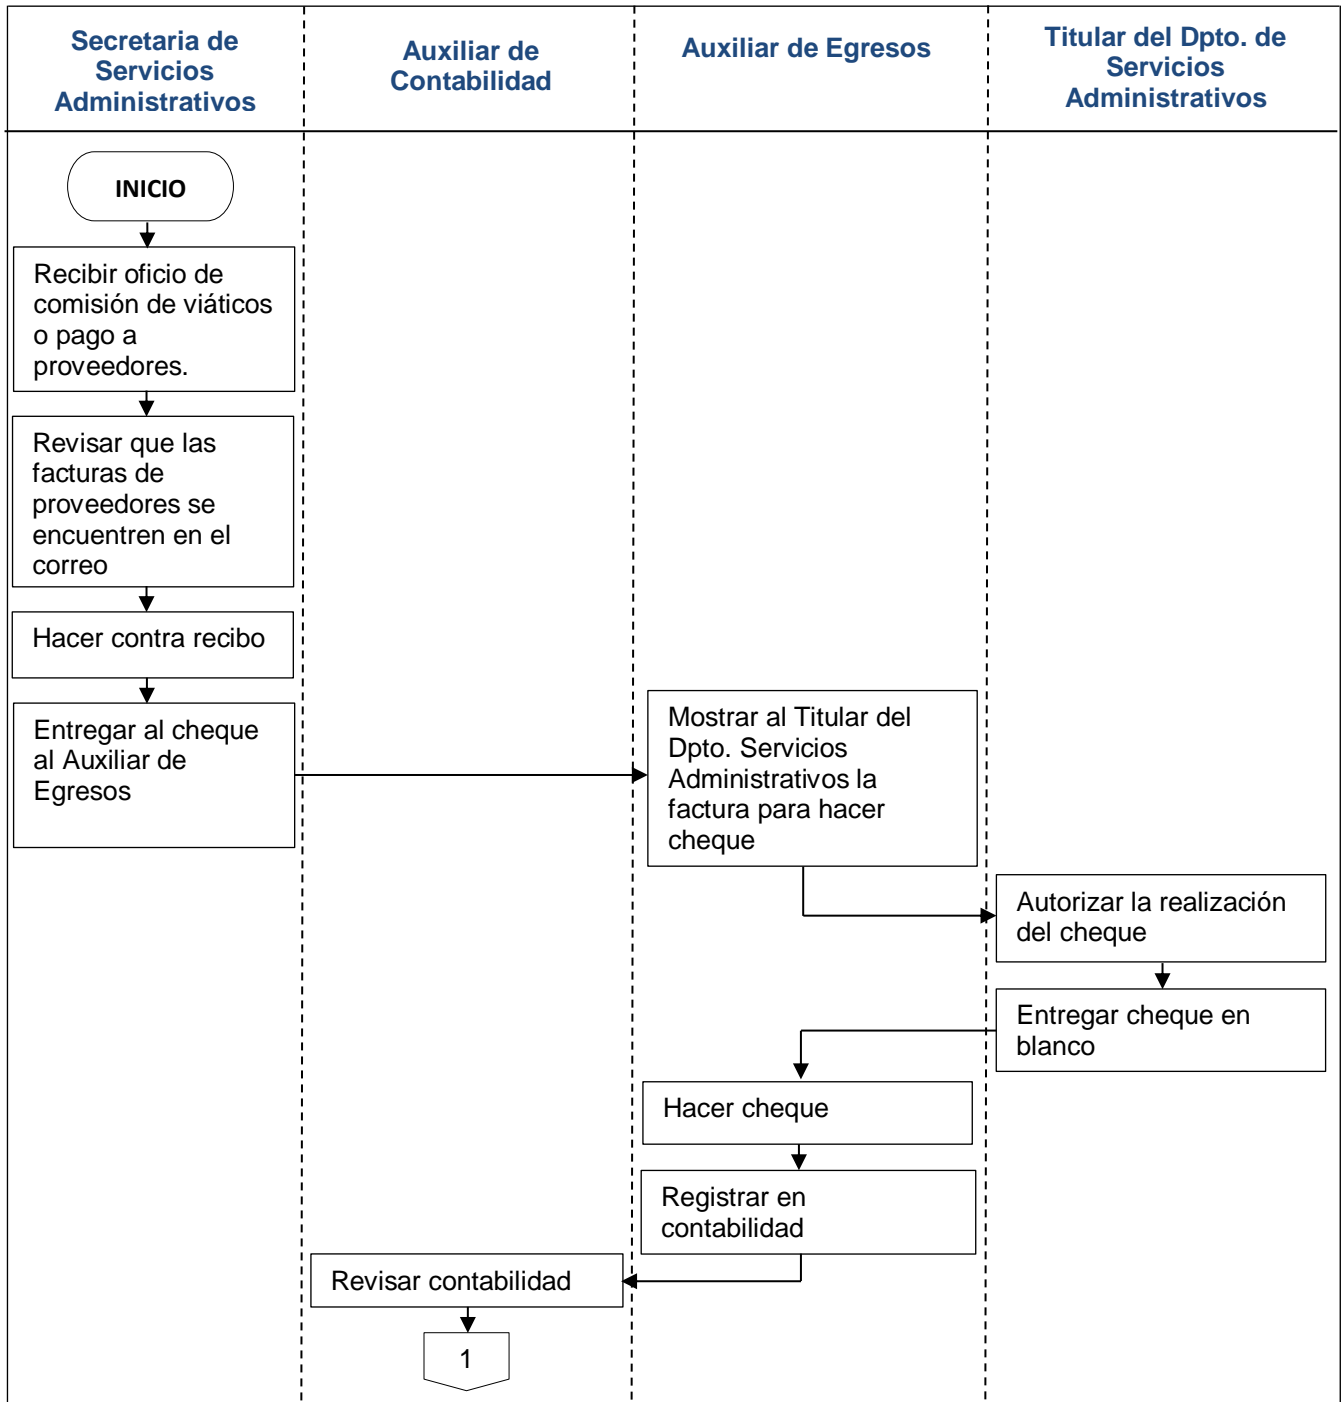 Secretaria de
Servicios
Administrativos
Auxiliar de
Contabilidad
Auxiliar de Egresos
Titular del Dpto. de
Servicios
Administrativos
INICIO
Recibir oficio de
comisión de viáticos
o pago a
proveedores.
Revisar que las
facturas de
proveedores se
encuentren en el
correo
Hacer contra recibo
Entregar al cheque
al Auxiliar de
Egresos
Mostrar al Titular del
Dpto. Servicios
Administrativos la
factura para hacer
cheque
Autorizar la realización
del cheque
Entregar cheque en
blanco
Hacer cheque
Registrar en
contabilidad
Revisar contabilidad
1